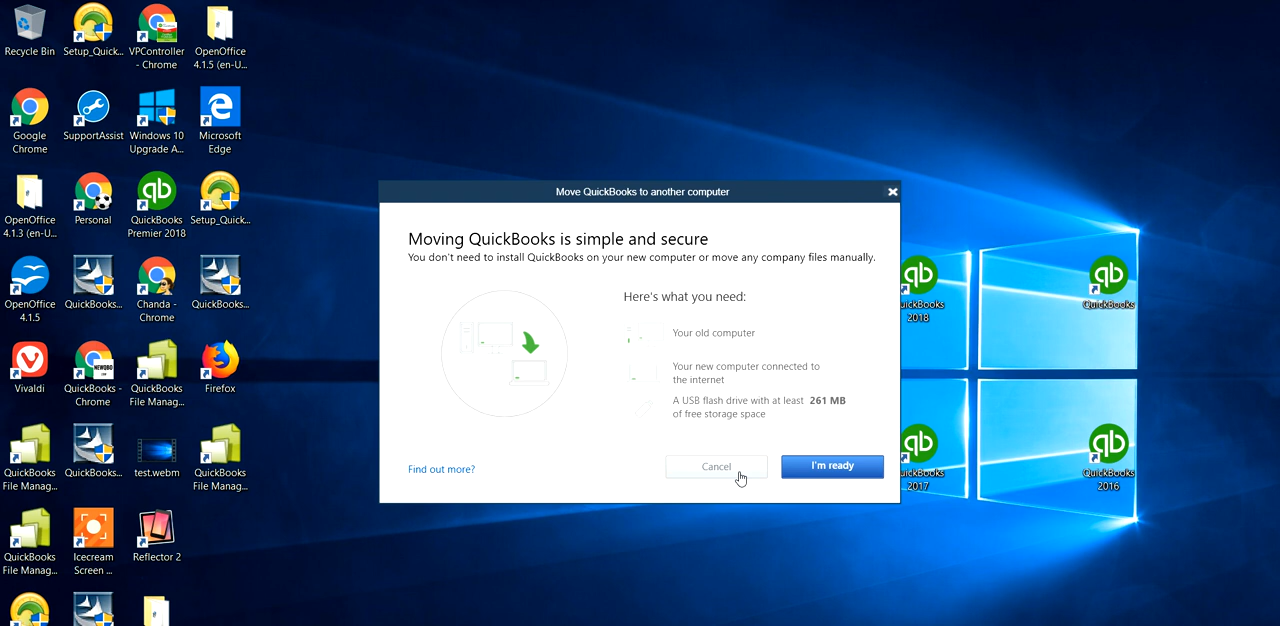 Recycle Bin
Setup_Quick...
VPController
- Chrome
OpenOffice
4.1.5 (en-U...
Google
Chrome
SupportAssist
Windows 10
Upgrade A...
Microsoft
Edge
OpenOffice
4.1.3 (en-U...
Personal
QuickBooks
Premier 2018
Setup_Quick...
OpenOffice
4.1.5
QuickBooks...
Chanda -
Chrome
QuickBooks...
Vivaldi
NEWQBO
QuickBooks -
Chrome
QuickBooks
File Manag...
Firefox
QuickBooks
File Manag...
QuickBooks...
test.webm
QuickBooks
File Manag...
QuickBooks
File Manag...
Icecream
Screen ...
Reflector 2
Move QuickBooks to another computer
Moving QuickBooks is simple and secure
You don't need to install QuickBooks on your new computer or move any company files manually.
Here's what you need:
Your old computer
Your new computer connected to
the internet
A USB flash drive with at least 261 MB
of free storage space
Find out more?
Cancel
I'm ready
uickBooks
2018
QuickBooks
uickBooks
2017
QuickBooks
2016